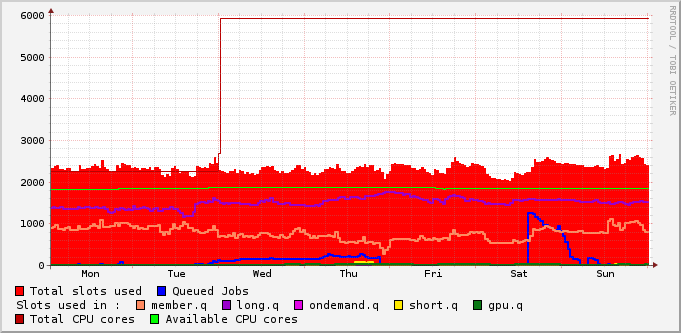 6000
5000
4000
3000
2000
1000
0
Mon Tue Wed Thu Fri Sat Sun
RRDTOOL / TOBI OETIKER
Total slots used Queued Jobs
Slots used in : member.q long.q ondemand.q short.q gpu.q
Total CPU cores Available CPU cores